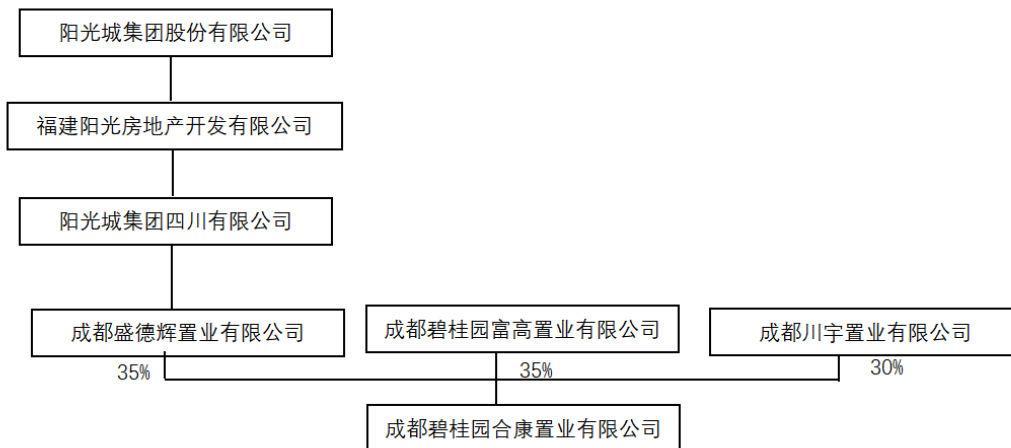 阳光城集团股份有限公司
福建阳光房地产开发有限公司
阳光城集团四川有限公司
成都盛德辉置业有限公司
成都碧桂园富高置业有限公司
成都川宇置业有限公司
35%
35%
30%
成都碧桂园合康置业有限公司